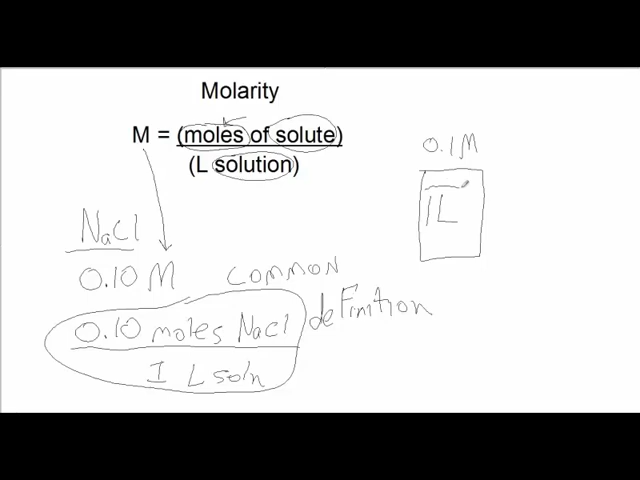 Molarity
M = (moles of solute)
(L solution)
0.1M
1L
NaCl
0.10 M
common
definition
0.10 moles NaCl
1 L soln